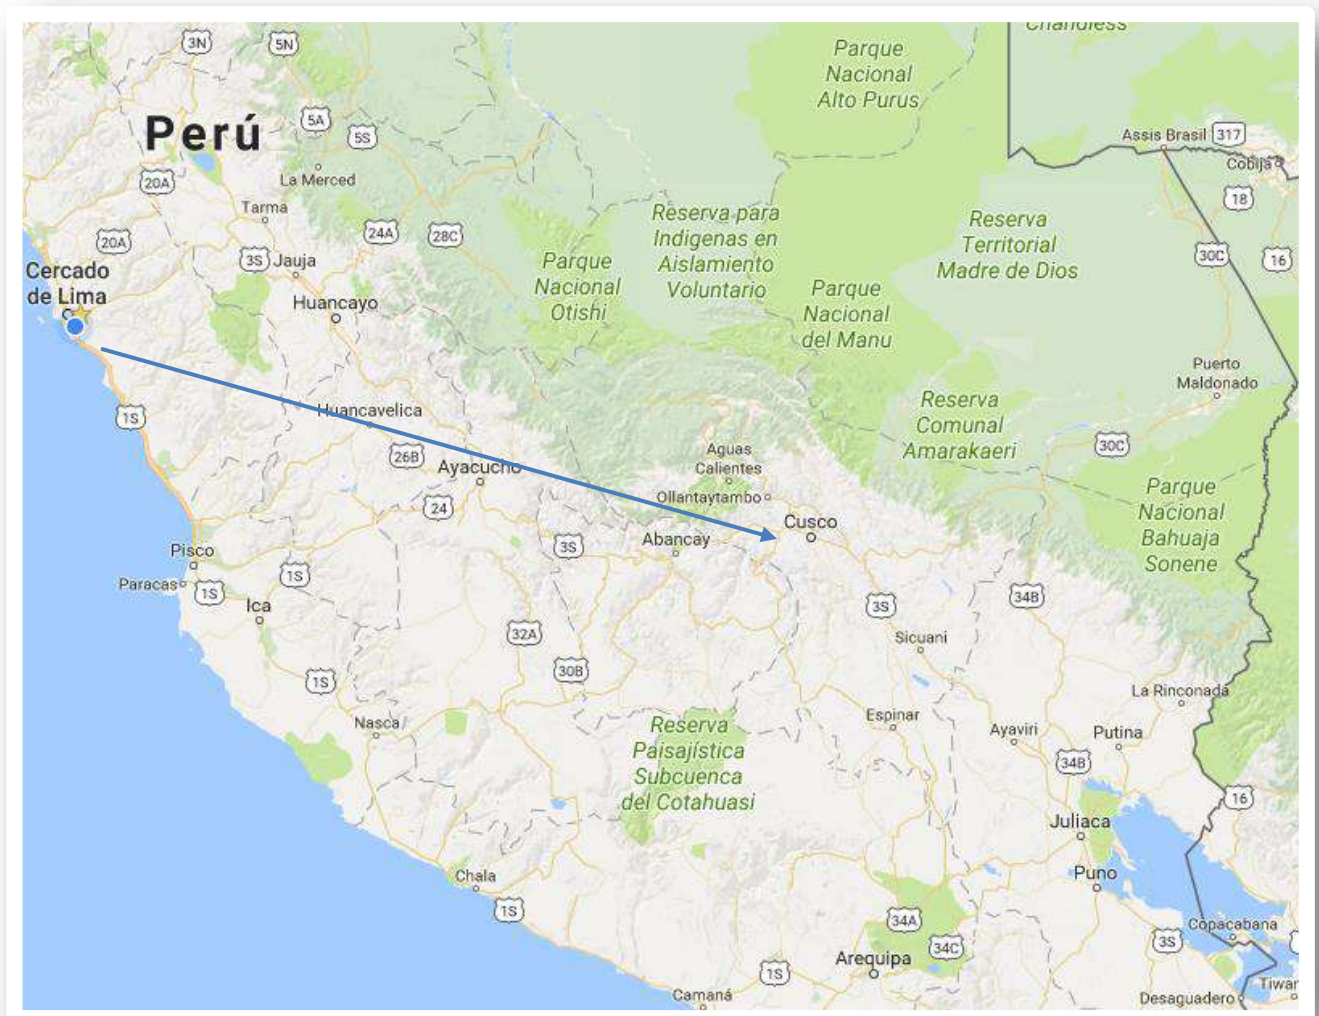 Chandless
3N
5N
Parque
Nacional
Alto Purus
5A
5S
Perú
Assis Brasil
317
Cobija
La Merced
20A
18
Tarma
Reserva para
Indigenas en
Aislamiento
Voluntario
Reserva
Territorial
Madre de Dios
24A
28C
20A
3S
Jauja
30C
16
Cercado
de Lima
Parque
Nacional
Otishi
Parque
Nacional
del Manu
Huancayo
Puerto
Maldonado
1S
Huancavelica
Reserva
Comunal
Amarakaeri
30C
26B
Ayacucho
Aguas
Calientes
Ollantaytambo
24
Cusco
Parque
Nacional
Bahuaja
Sonene
3S
Abancay
Pisco
Paracas
1S
1S
Ica
34B
3S
32A
Sicuani
30B
1S
La Rinconada
Nasca
Reserva
Paisajística
Subcuenca
del Cotahuasi
Espinar
Ayaviri
Putina
34B
16
Juliaca
Chala
Puno
1S
34A
34C
Copacabana
3S
Arequipa
1S
Camaná
Desaguadero
Tiwar